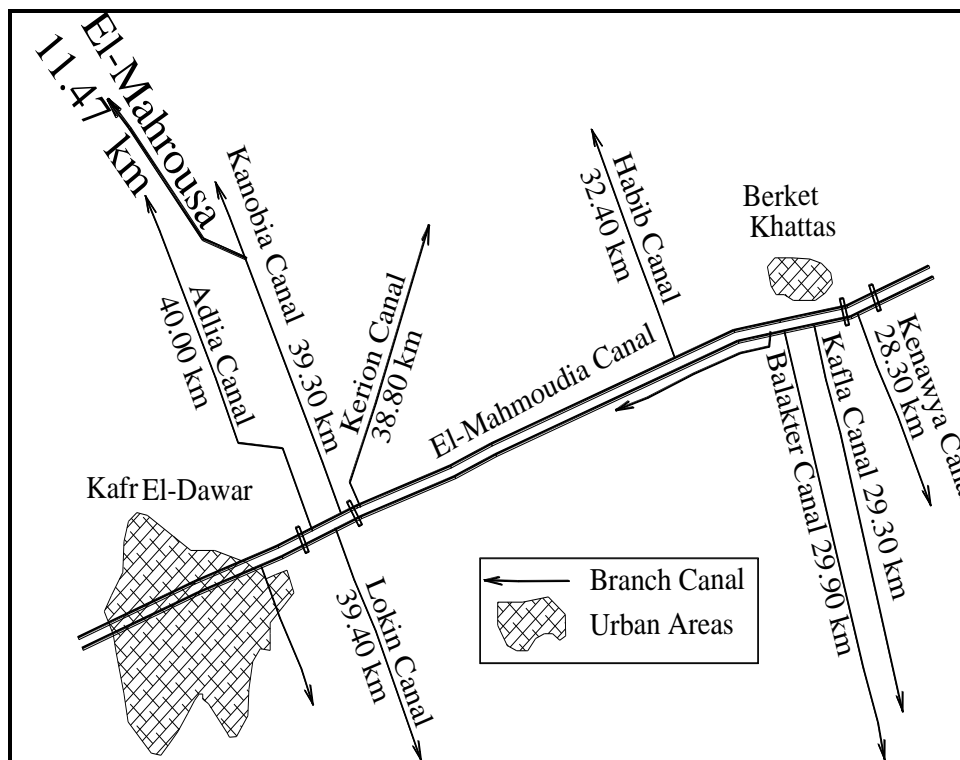 El-Mahrousa
11.47 km
Kanobia Canal 39.30 km
Adlia Canal
40.00 km
Kerion Canal
38.80 km
Habib Canal
32.40 km
Berket
Khattas
El-Mahmoudia Canal
Kenawya Canal
28.30 km
Kafla Canal 29.30 km
Balakter Canal 29.90 km
Kafr El-Dawar
Lokin Canal
39.40 km
Branch Canal
Urban Areas